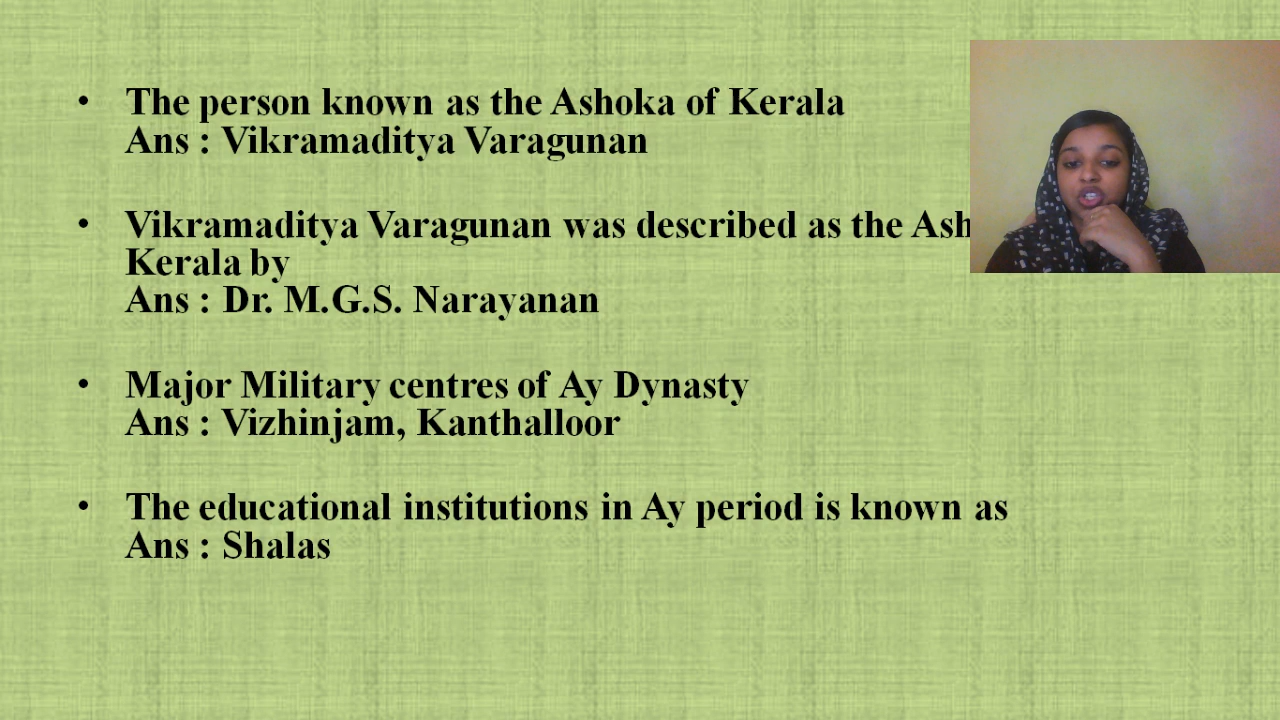 • The person known as the Ashoka of Kerala
Ans : Vikramaditya Varagunan
• Vikramaditya Varagunan was described as the
Kerala by
Ans : Dr. M.G.S. Narayanan
• Major Military centres of Ay Dynasty
Ans : Vizhinjam, Kanthalloor
• The educational institutions in Ay period is known as
Ans : Shalas